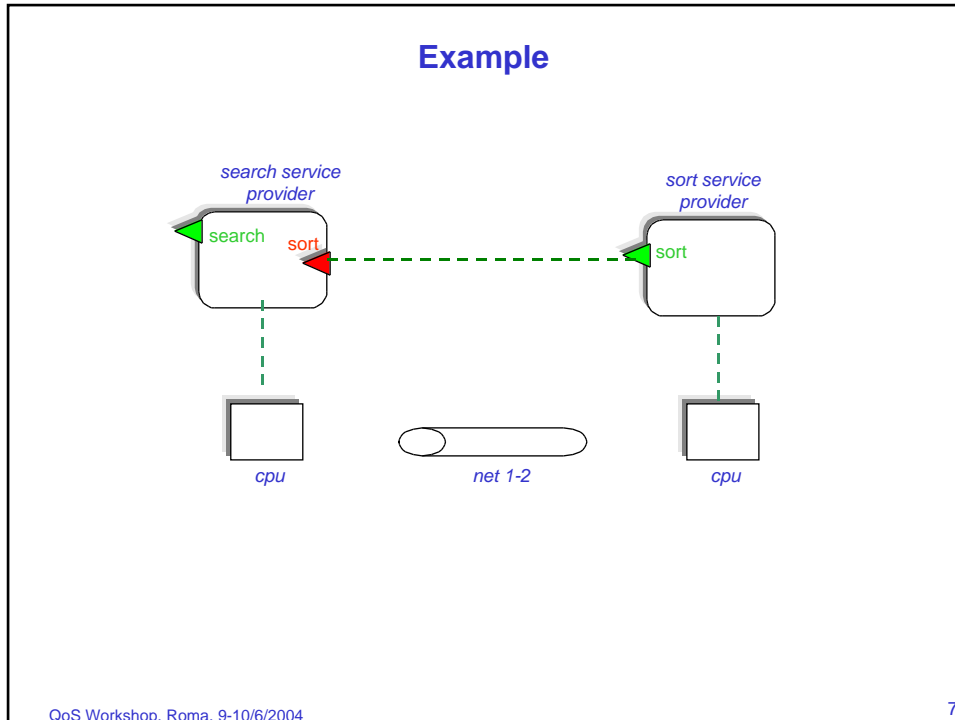 Example
search service
provider
sort service
provider
search
sort
sort
cpu
net 1-2
cpu
QoS Workshop, Roma, 9-10/6/2004
7